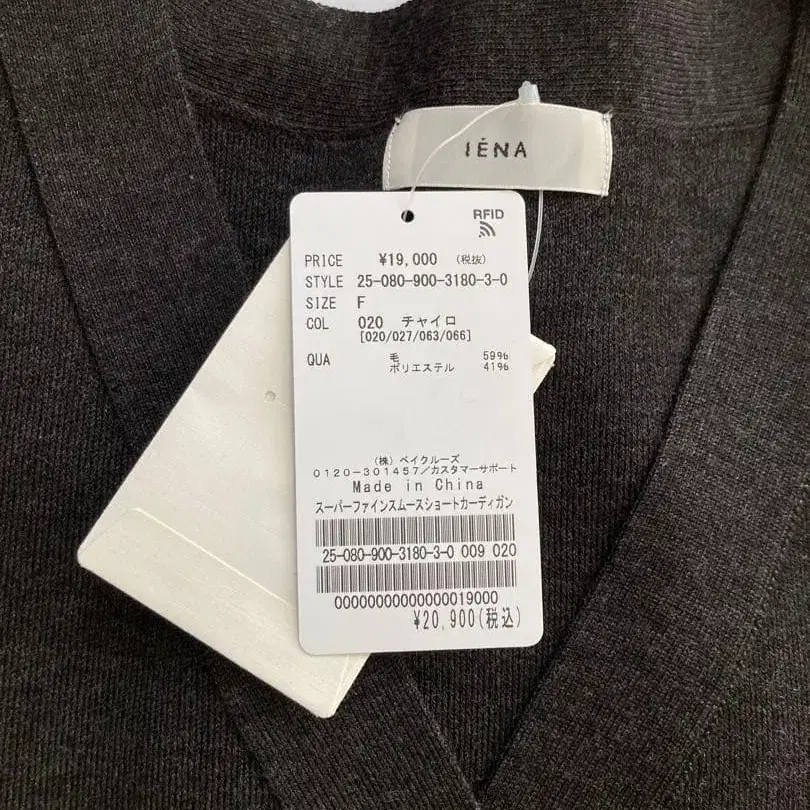 IÉNA
RFID
PRICE ¥19,000 (税抜)
STYLE 25-080-900-3180-3-0
SIZE F
COL 020 チャイロ
[020/027/063/066]
QUA 毛 59%
ポリエステル 41%
(株)ベイクルーズ
0120-301457/カスタマーサポート
Made in China
スーパーファインスムースショートカーディガン
25-080-900-3180-3-0 009 020
00000000000000019000
¥20,900(税込)